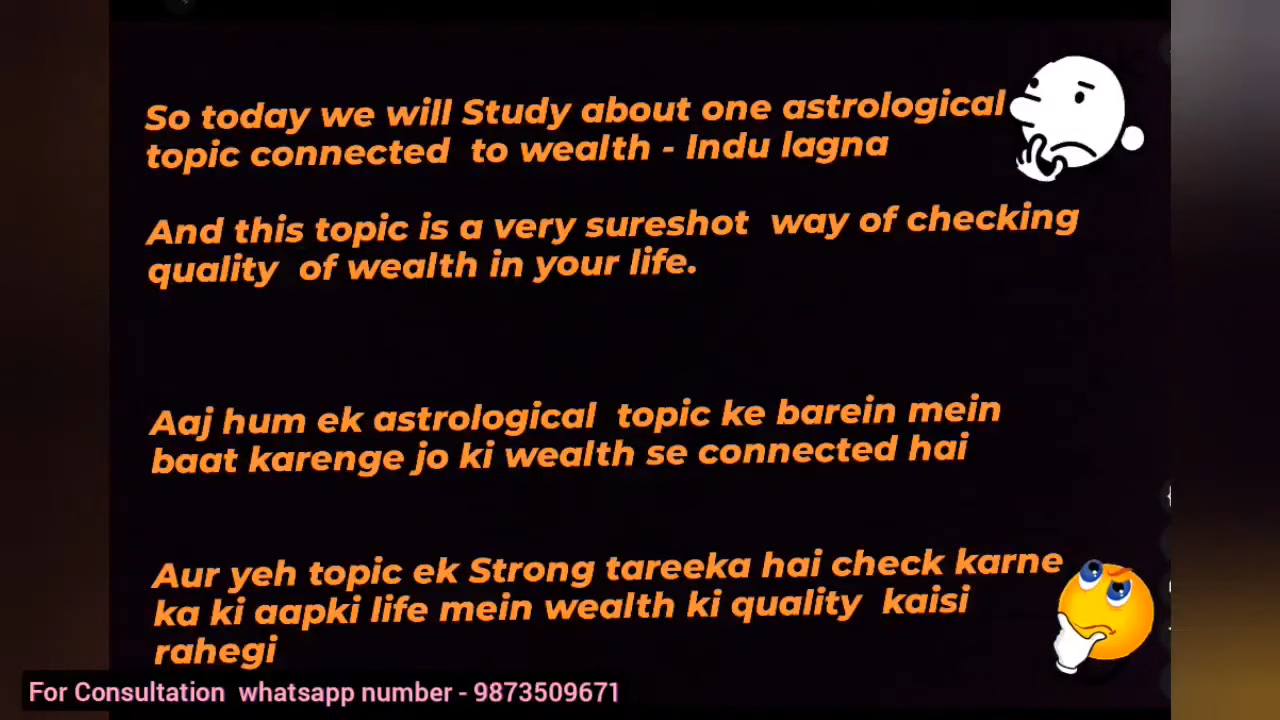 So today we will Study about one astrological
topic connected to wealth - Indu lagna
And this topic is a very sureshot way of checking
quality of wealth in your life.
Aaj hum ek astrological topic ke barein mein
baat karenge jo ki wealth se connected hai
Aur yeh topic ek Strong tareeka hai check karne
ka ki aapki life mein wealth ki quality kaisi
rahegi
For Consultation whatsapp number - 9873509671